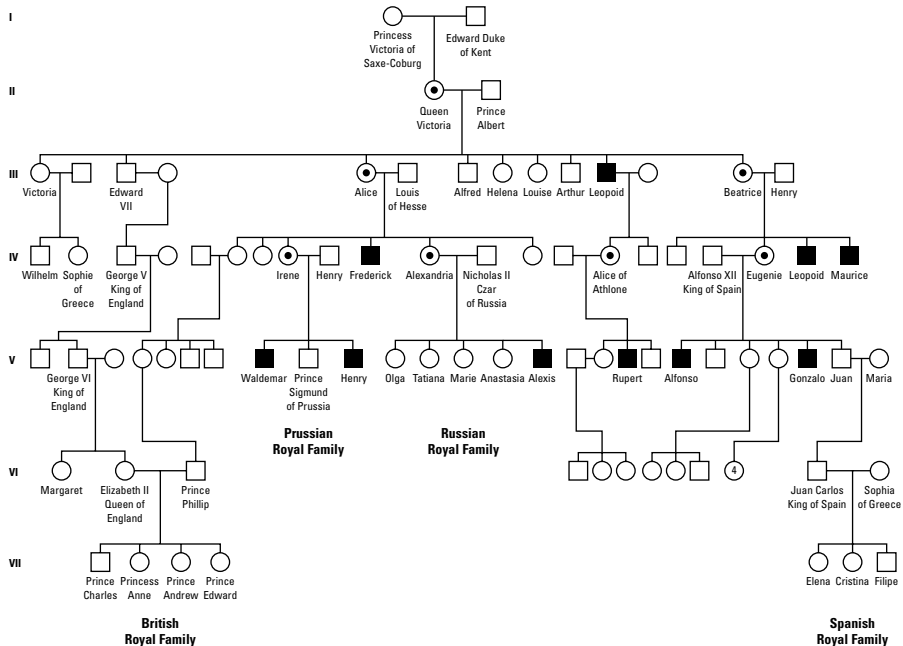 I
Princess
Victoria of
Saxe-Coburg
Edward Duke
of Kent
II
Queen
Victoria
Prince
Albert
III
Victoria
Edward
VII
Alice
Louis
of Hesse
Alfred
Helena
Louise
Arthur
Leopoid
Beatrice
Henry
IV
Wilhelm
Sophie
of
Greece
George V
King of
England
Irene
Henry
Frederick
Alexandria
Nicholas II
Czar
of Russia
Alice of
Athlone
Alfonso XII
King of Spain
Eugenie
Leopoid
Maurice
V
George VI
King of
England
Waldemar
Prince
Sigmund
of Prussia
Henry
Olga
Tatiana
Marie
Anastasia
Alexis
Rupert
Alfonso
Gonzalo
Juan
Maria
Prussian
Royal Family
Russian
Royal Family
VI
Margaret
Elizabeth II
Queen of
England
Prince
Phillip
4
Juan Carlos
King of Spain
Sophia
of Greece
VII
Prince
Charles
Princess
Anne
Prince
Andrew
Prince
Edward
Elena
Cristina
Filipe
British
Royal Family
Spanish
Royal Family